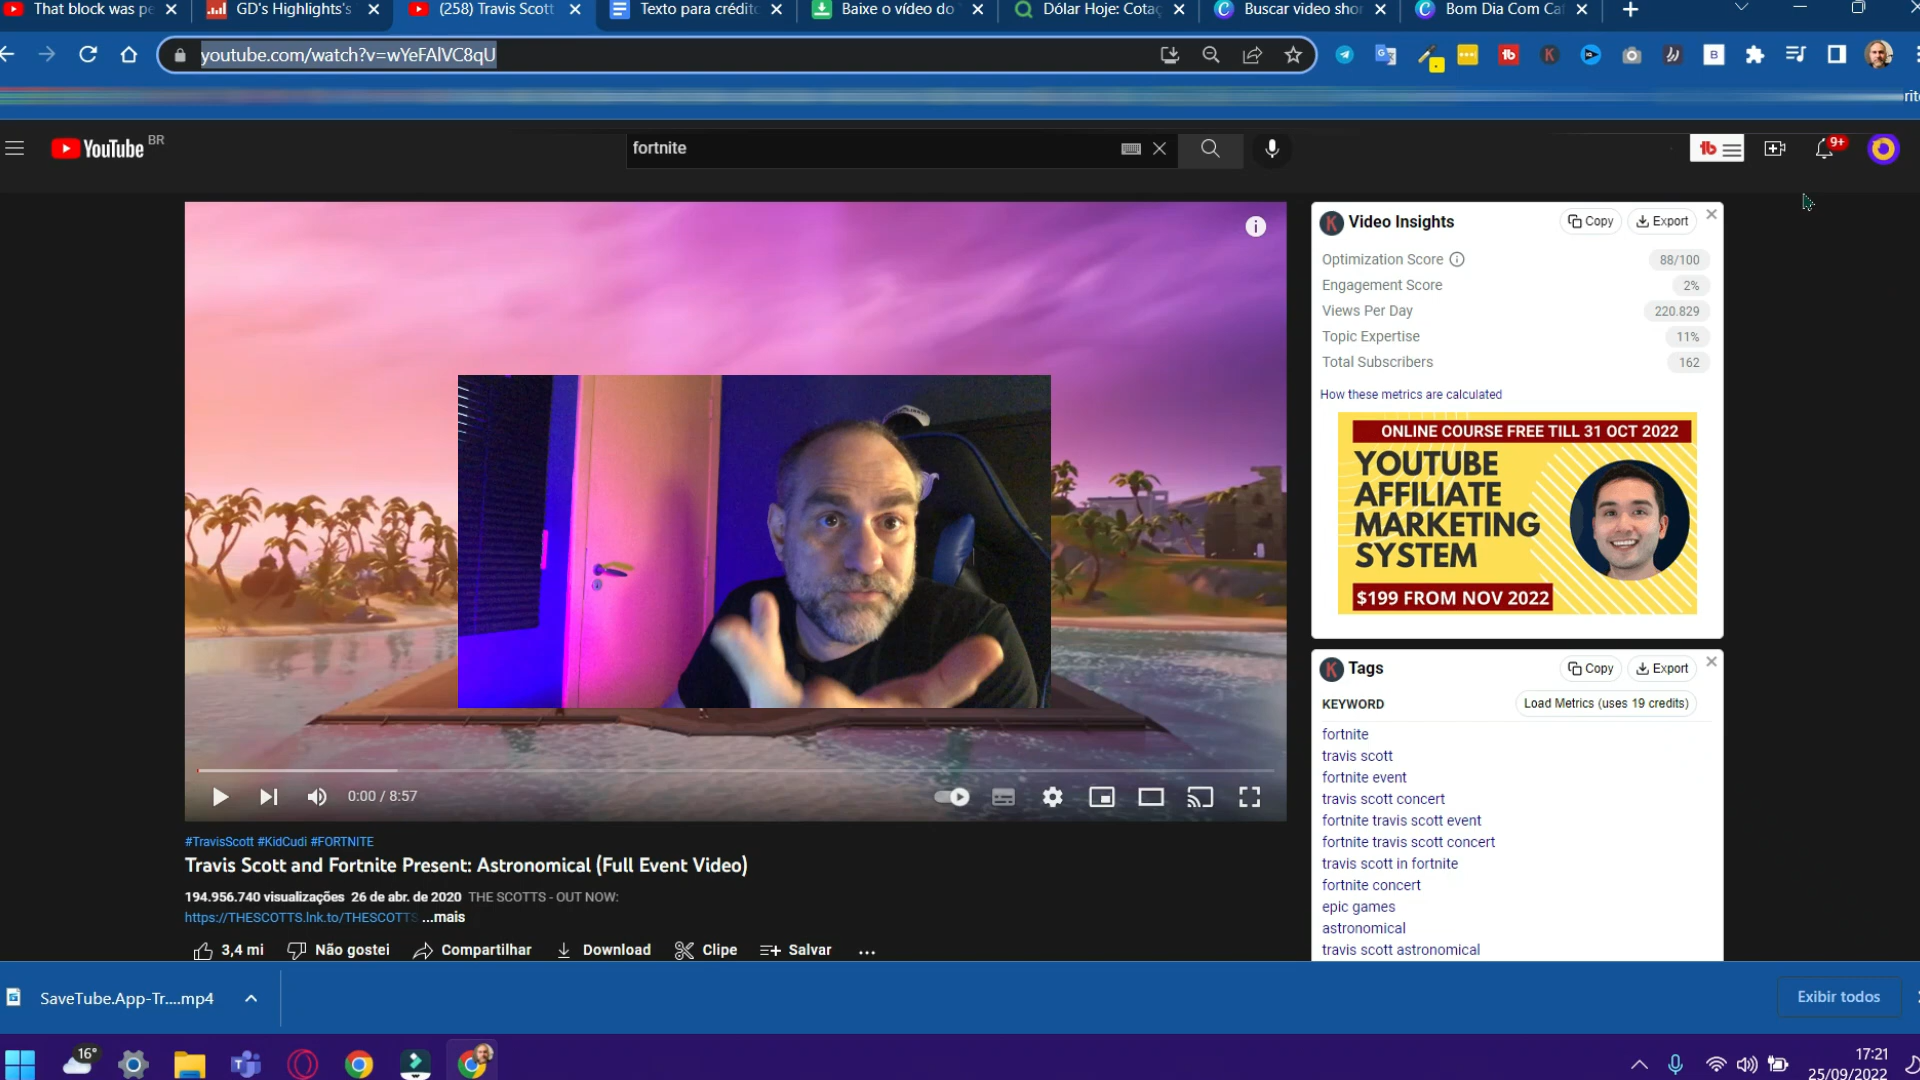 That block was pe
GD's Highlights's
(258) Travis Scott
Texto para crédito
Baixe o vídeo do
Dólar Hoje: Cotaç
Buscar video shor
Bom Dia Com Caf
youtube.com/watch?v=wYeFAlVC8qU
YouTube BR
fortnite
9+
Video Insights
Copy
Export
Optimization Score
88/100
Engagement Score
2%
Views Per Day
220.829
Topic Expertise
11%
Total Subscribers
162
How these metrics are calculated
ONLINE COURSE FREE TILL 31 OCT 2022
YOUTUBE
AFFILIATE
MARKETING
SYSTEM
$199 FROM NOV 2022
Tags
Copy
Export
KEYWORD
Load Metrics (uses 19 credits)
fortnite
travis scott
fortnite event
travis scott concert
fortnite travis scott event
fortnite travis scott concert
travis scott in fortnite
fortnite concert
epic games
astronomical
travis scott astronomical
0:00 / 8:57
#TravisScott #KidCudi #FORTNITE
Travis Scott and Fortnite Present: Astronomical (Full Event Video)
194.956.740 visualizações 26 de abr. de 2020 THE SCOTTS - OUT NOW:
https://THESCOTTS.lnk.to/THESCOTTS ...mais
3,4 mi
Não gostei
Compartilhar
Download
Clipe
Salvar
SaveTube.App-Tr....mp4
Exibir todos
16°
17:21
25/09/2022